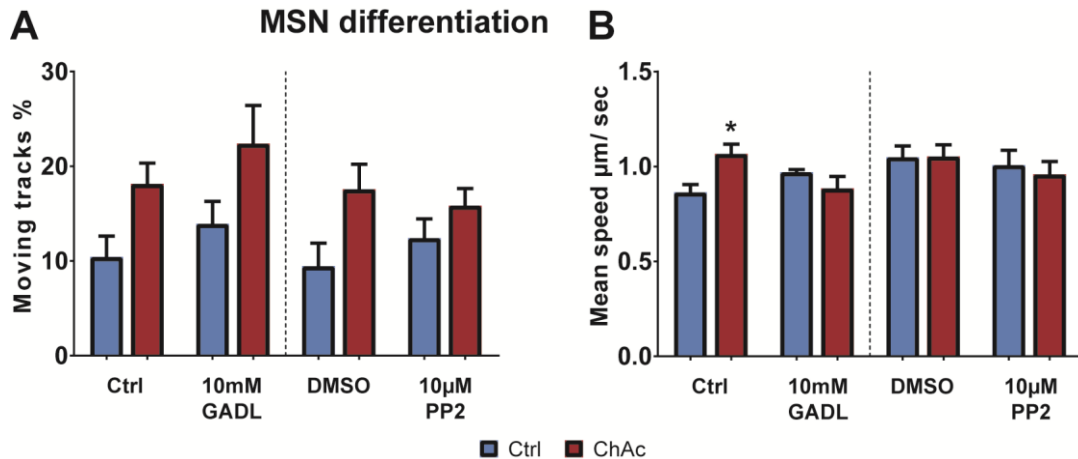 A
MSN differentiation
B
Moving tracks %
30
20
10
0
Ctrl
10mM
GADL
DMSO
10µM
PP2
Mean speed µm/ sec
1.5
1.0
0.5
0.0
*
Ctrl
10mM
GADL
DMSO
10µM
PP2
Ctrl
ChAc